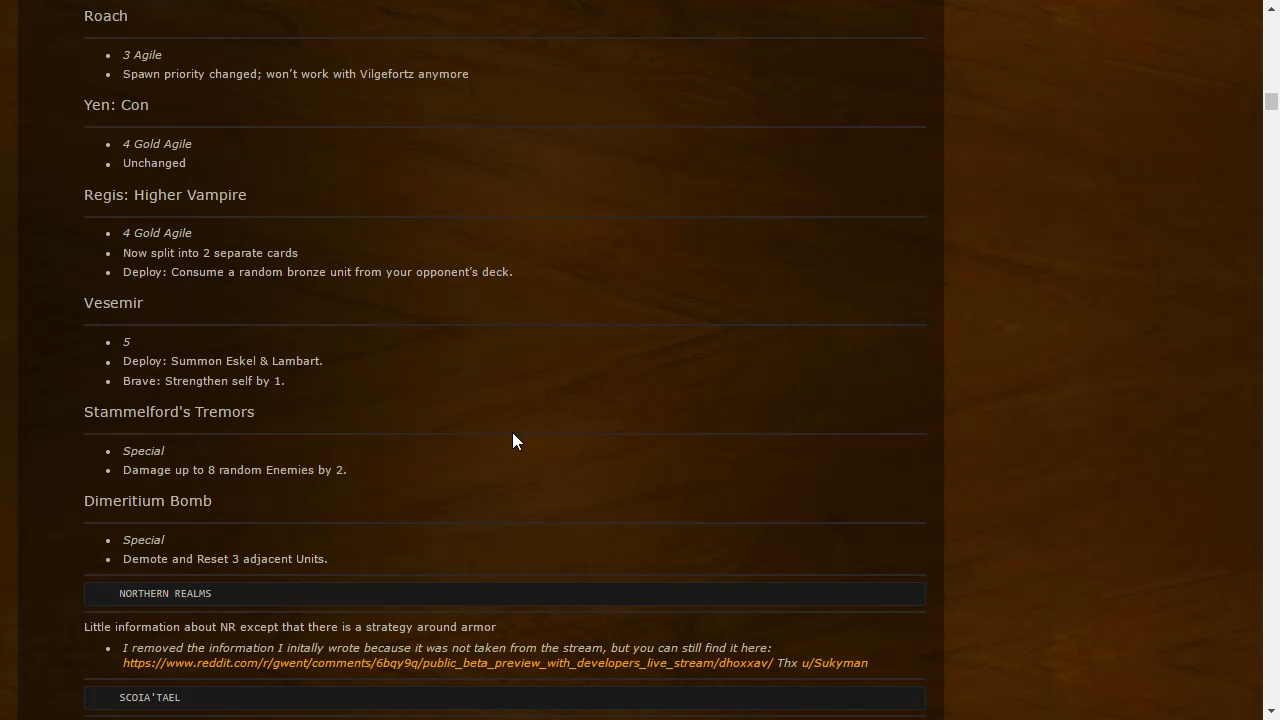 Roach
3 Agile
Spawn priority changed; won’t work with Vilgefortz anymore
Yen: Con
4 Gold Agile
Unchanged
Regis: Higher Vampire
4 Gold Agile
Now split into 2 separate cards
Deploy: Consume a random bronze unit from your opponent’s deck.
Vesemir
5
Deploy: Summon Eskel & Lambart.
Brave: Strengthen self by 1.
Stammelford's Tremors
Special
Damage up to 8 random Enemies by 2.
Dimeritium Bomb
Special
Demote and Reset 3 adjacent Units.
NORTHERN REALMS
Little information about NR except that there is a strategy around armor
I removed the information I initally wrote because it was not taken from the stream, but you can still find it here:
https://www.reddit.com/r/gwent/comments/6bqy9q/public_beta_preview_with_developers_live_stream/dhoxxav/ Thx u/Sukyman
SCOIA'TAEL